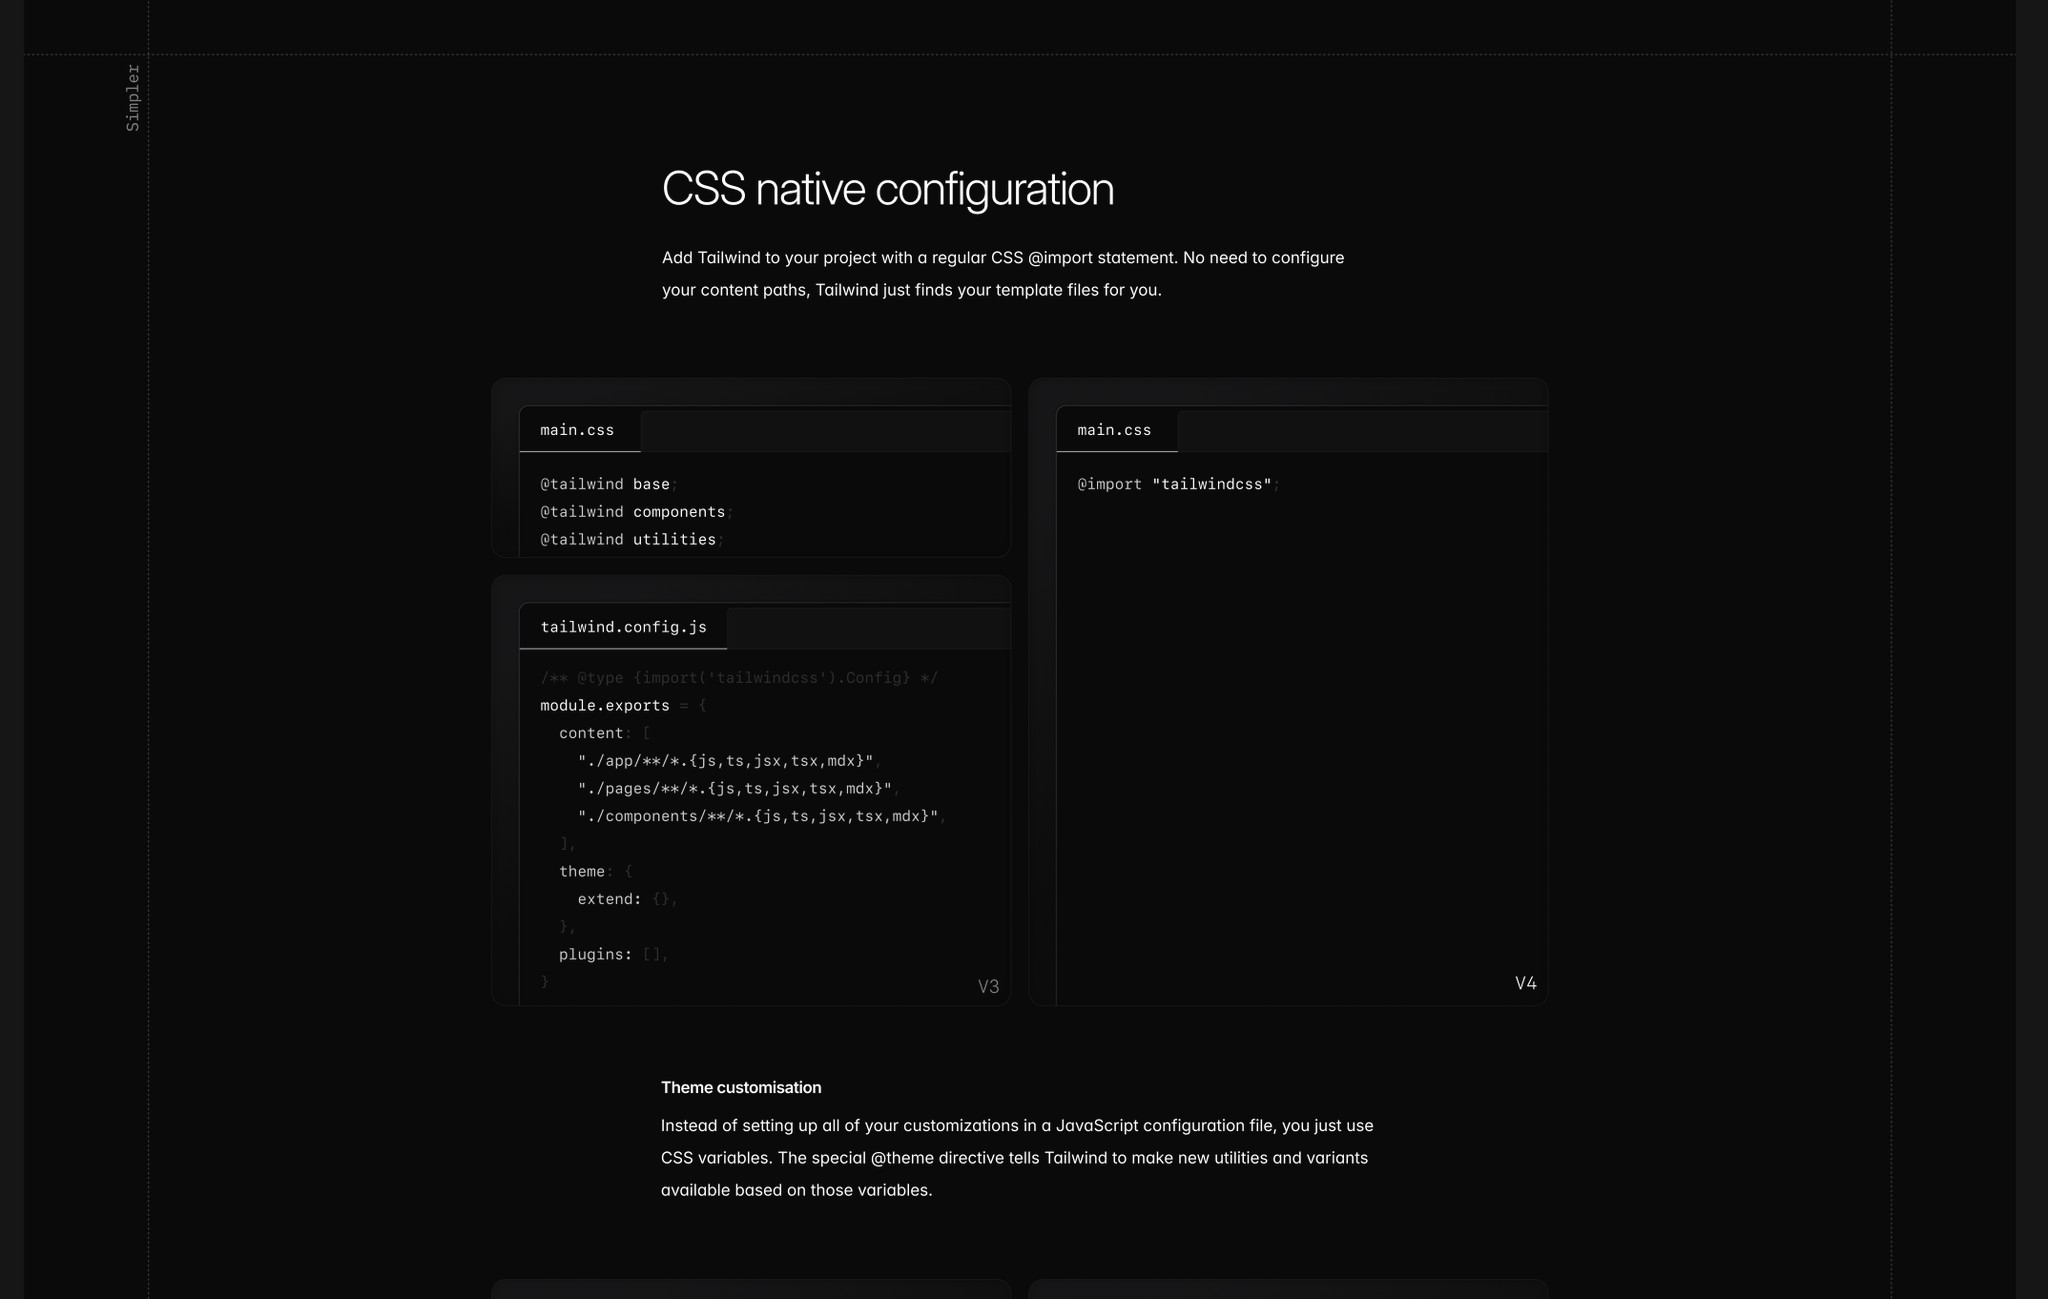 Simpler
CSS native configuration
Add Tailwind to your project with a regular CSS @import statement. No need to configure
your content paths, Tailwind just finds your template files for you.
main.css
@tailwind base;
@tailwind components;
@tailwind utilities;
tailwind.config.js
/** @type {import('tailwindcss').Config} */
module.exports = {
  content: [
    "./app/**/*.{js,ts,jsx,tsx,mdx}",
    "./pages/**/*.{js,ts,jsx,tsx,mdx}",
    "./components/**/*.{js,ts,jsx,tsx,mdx}",
  ],
  theme: {
    extend: {},
  },
  plugins: [],
}
V3
main.css
@import "tailwindcss";
V4
Theme customisation
Instead of setting up all of your customizations in a JavaScript configuration file, you just use
CSS variables. The special @theme directive tells Tailwind to make new utilities and variants
available based on those variables.